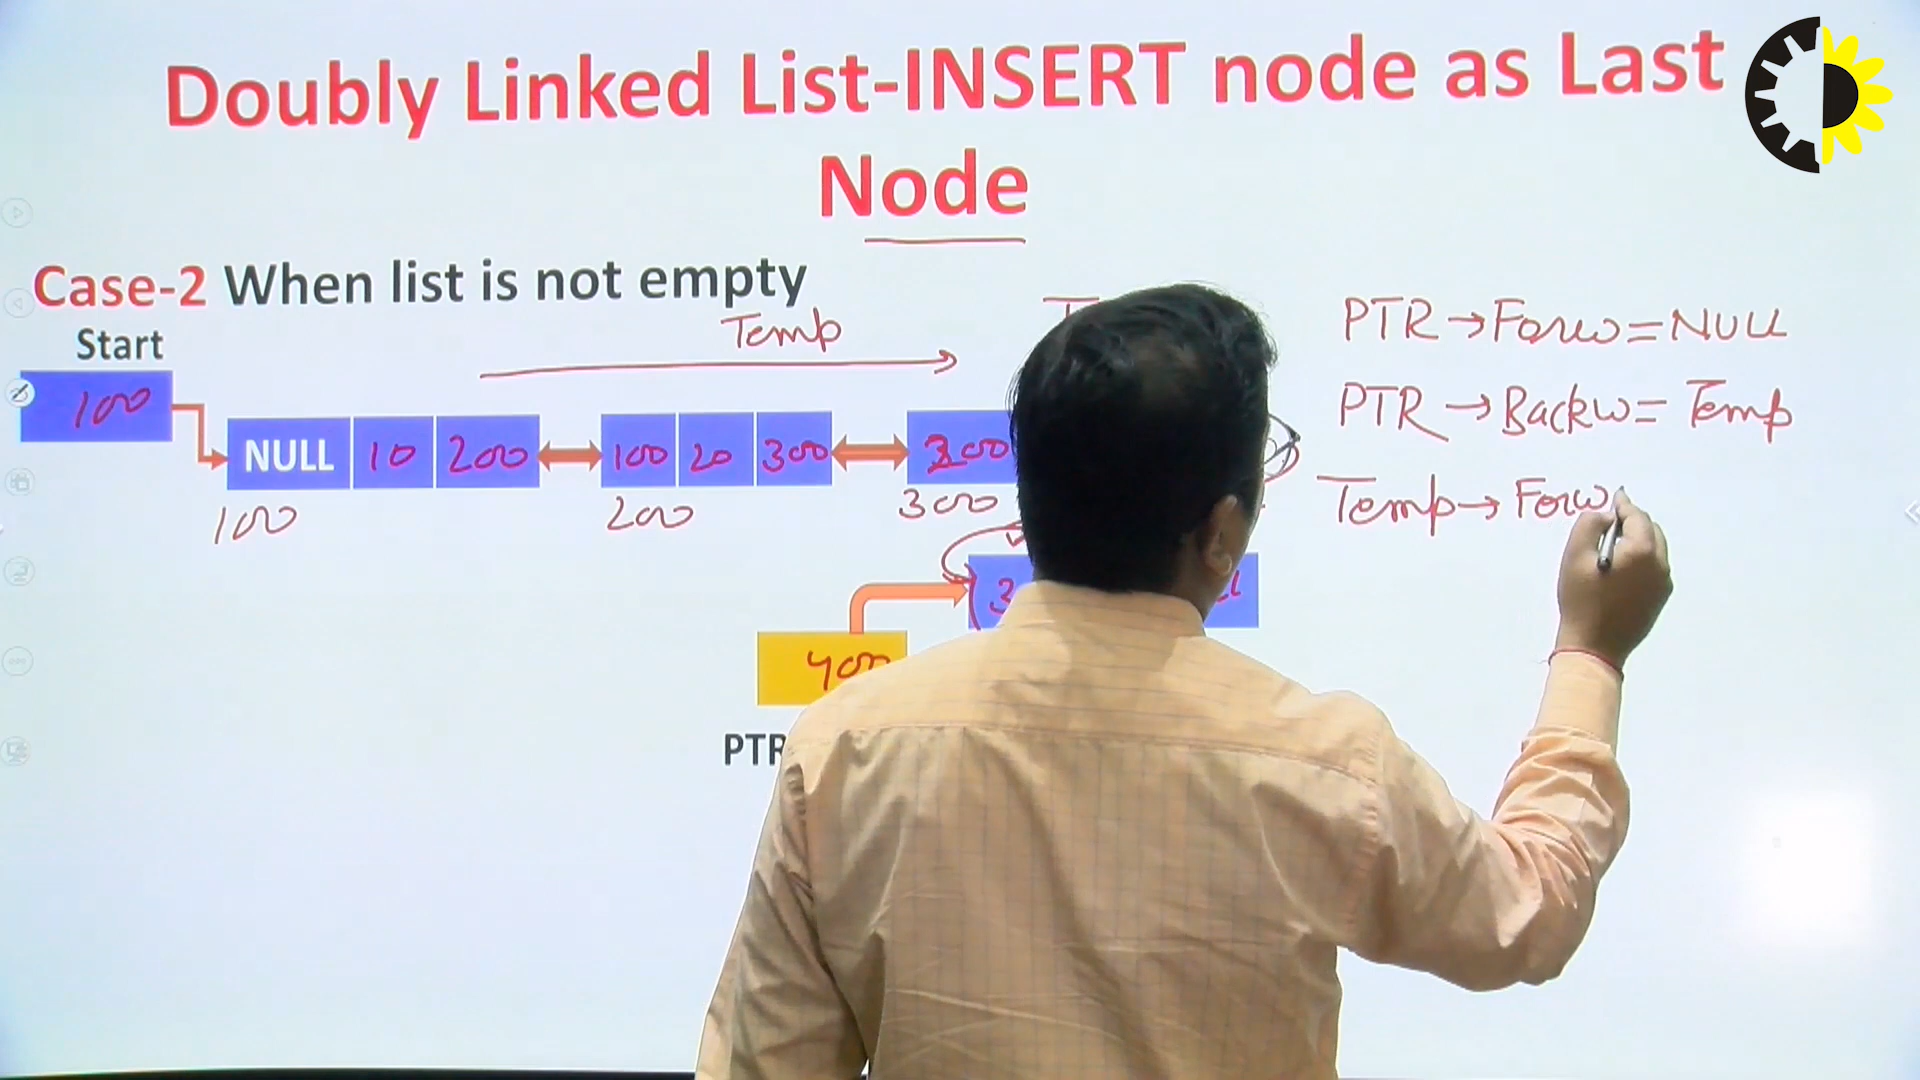 Doubly Linked List-INSERT node as Last
Node
Case-2 When list is not empty
Start
Temp
100
NULL 10 200
100 20 300
200
100
200
300
400
PTR
PTR → Forw = NULL
PTR → Backw = Temp
Temp → Forw